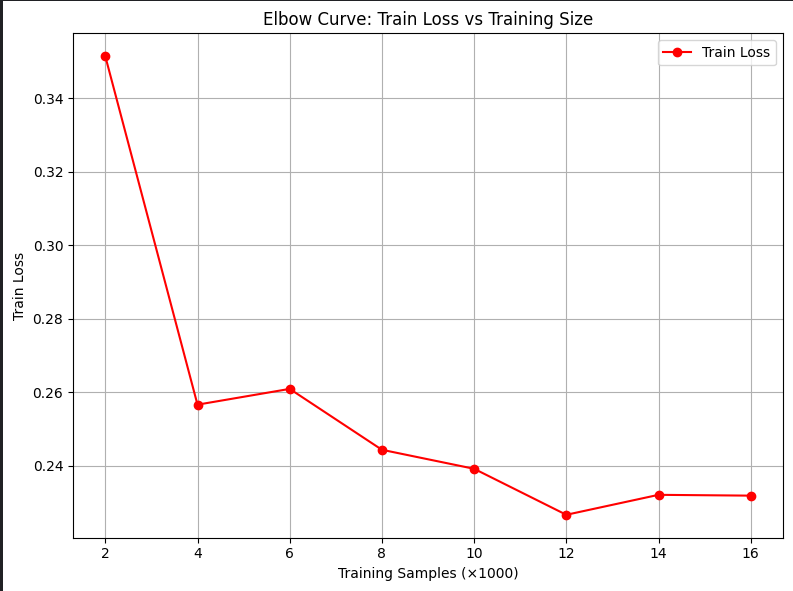 Elbow Curve: Train Loss vs Training Size
Train Loss
0.34
0.32
0.30
0.28
0.26
0.24
Train Loss
2 4 6 8 10 12 14 16
Training Samples (×1000)